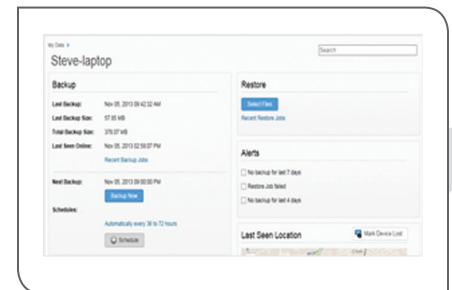 My Data >
Steve-laptop
Search
Backup
Last Backup: Nov 05, 2013 09:42:32 AM
Last Backup Size: 57.85 MB
Total Backup Size: 376.07 MB
Last Seen Online: Nov 05, 2013 02:58:07 PM
Recent Backup Jobs
Next Backup: Nov 05, 2013 09:00:00 PM
Backup Now
Schedules:
Automatically every 36 to 72 hours
Schedule
Restore
Select Files
Recent Restore Jobs
Alerts
No backup for last 7 days
Restore Job failed
No backup for last 4 days
Last Seen Location
Mark Device Lost